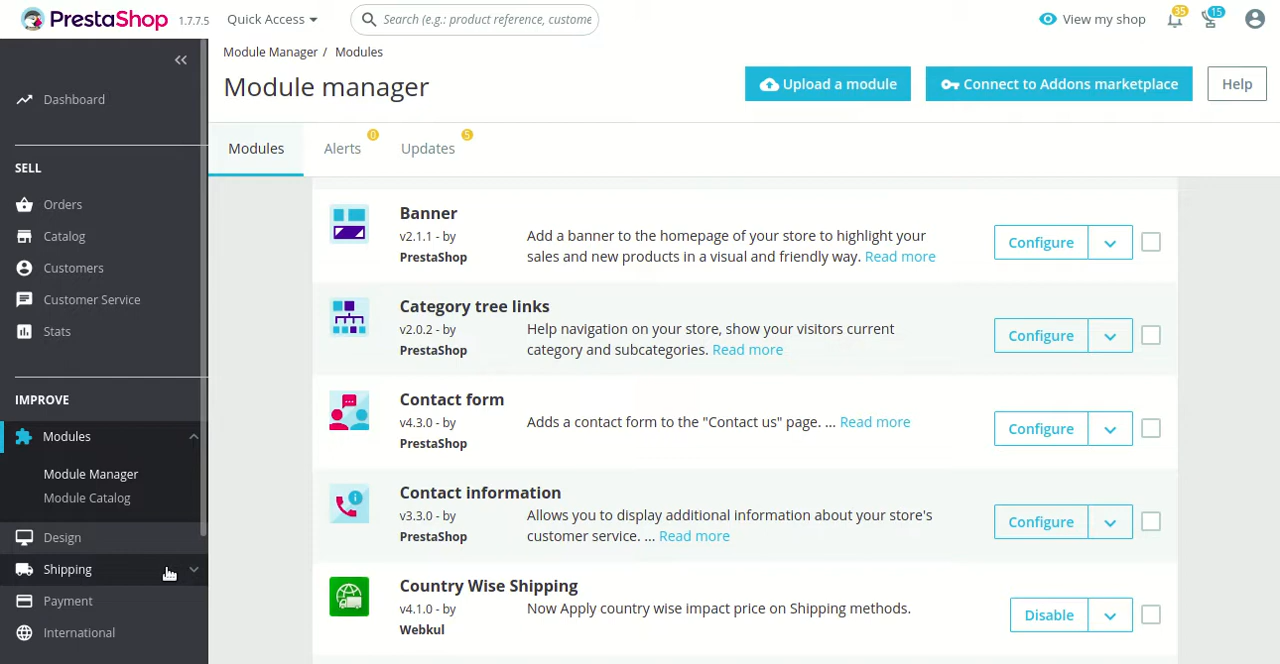 PrestaShop 1.7.7.5 Quick Access Search (e.g.: product reference, custome View my shop 35 15
Dashboard
SELL
Orders
Catalog
Customers
Customer Service
Stats
IMPROVE
Modules
Module Manager
Module Catalog
Design
Shipping
Payment
International
Module Manager / Modules
Module manager
Upload a module
Connect to Addons marketplace
Help
Modules
Alerts 0
Updates 5
Banner
v2.1.1 - by
PrestaShop
Add a banner to the homepage of your store to highlight your
sales and new products in a visual and friendly way. Read more
Configure
Category tree links
v2.0.2 - by
PrestaShop
Help navigation on your store, show your visitors current
category and subcategories. Read more
Configure
Contact form
v4.3.0 - by
PrestaShop
Adds a contact form to the "Contact us" page. ... Read more
Configure
Contact information
v3.3.0 - by
PrestaShop
Allows you to display additional information about your store's
customer service. ... Read more
Configure
Country Wise Shipping
v4.1.0 - by
Webkul
Now Apply country wise impact price on Shipping methods.
Disable